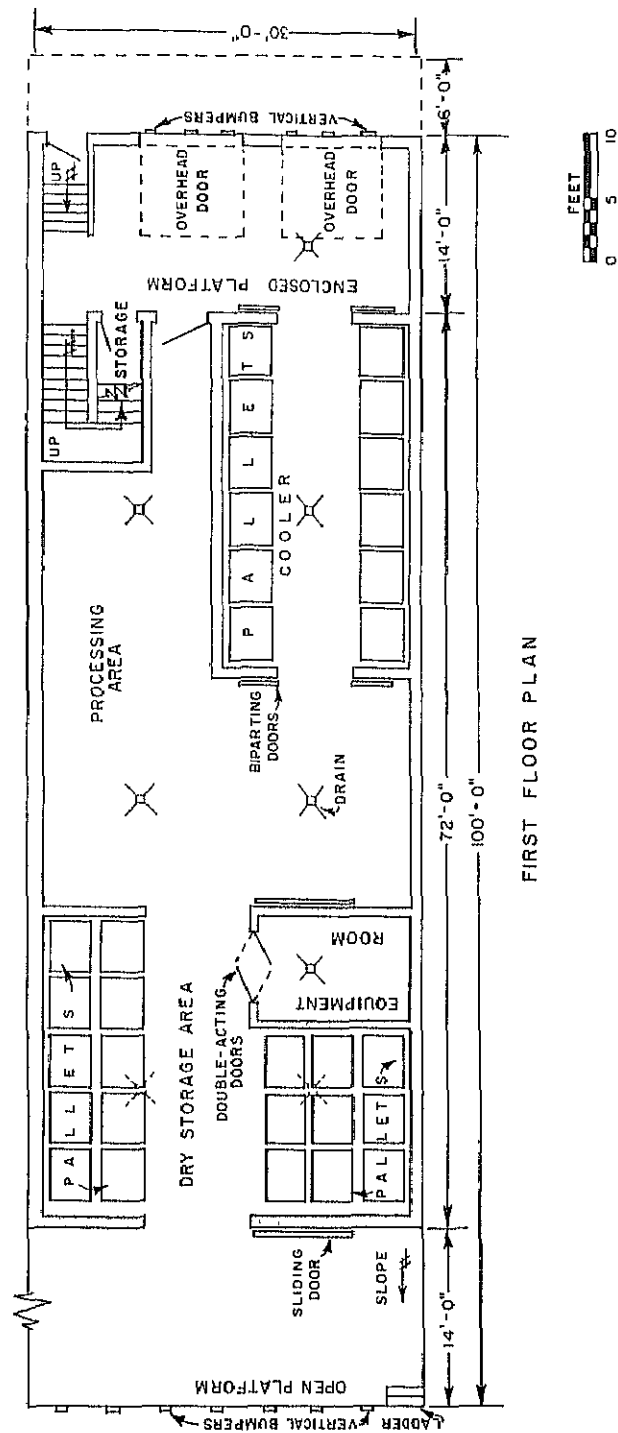 30'-0"
6'-0"
VERTICAL BUMPERS
UP
OVERHEAD
DOOR
OVERHEAD
DOOR
ENCLOSED PLATFORM
14'-0"
STORAGE
UP
PALLETS
COOLER
PROCESSING
AREA
BIPARTING
DOORS
DRAIN
72'-0"
100'-0"
FIRST FLOOR PLAN
FEET
0 5 10
PALLETS
DRY STORAGE AREA
DOUBLE-ACTING
DOORS
EQUIPMENT
ROOM
PALLETS
SLIDING
DOOR
SLOPE
14'-0"
OPEN PLATFORM
VERTICAL BUMPERS
LADDER